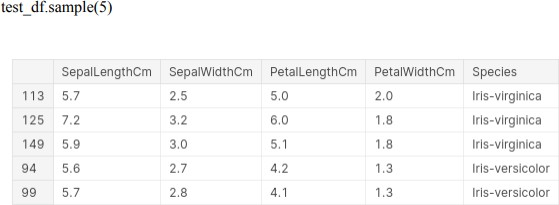 test_df.sample(5)
SepalLengthCm SepalWidthCm PetalLengthCm PetalWidthCm Species
113 5.7 2.5 5.0 2.0 Iris-virginica
125 7.2 3.2 6.0 1.8 Iris-virginica
149 5.9 3.0 5.1 1.8 Iris-virginica
94 5.6 2.7 4.2 1.3 Iris-versicolor
99 5.7 2.8 4.1 1.3 Iris-versicolor